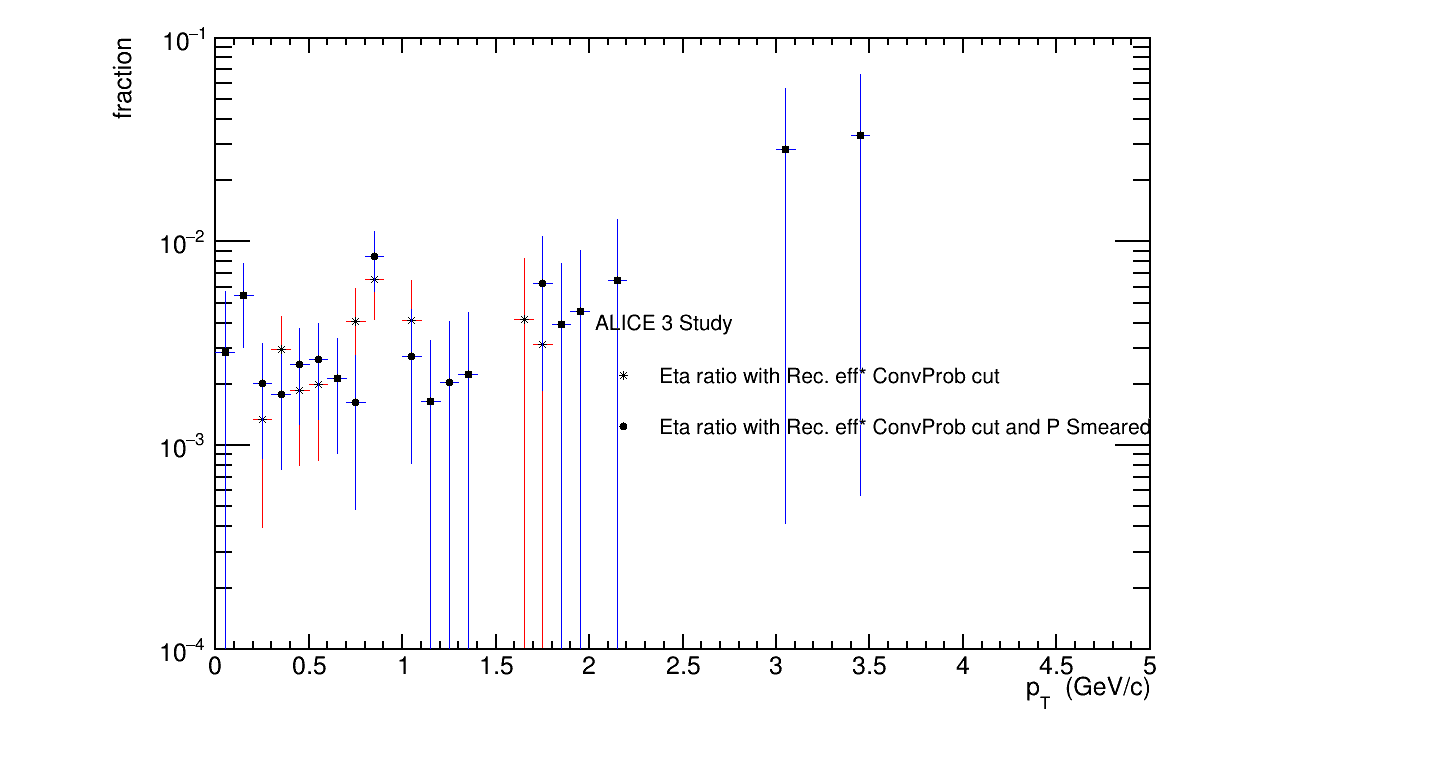 fraction
10⁻¹
10⁻²
10⁻³
10⁻⁴
ALICE 3 Study
Eta ratio with Rec. eff* ConvProb cut
Eta ratio with Rec. eff* ConvProb cut and P Smeared
0 0.5 1 1.5 2 2.5 3 3.5 4 4.5 5
p_T (GeV/c)